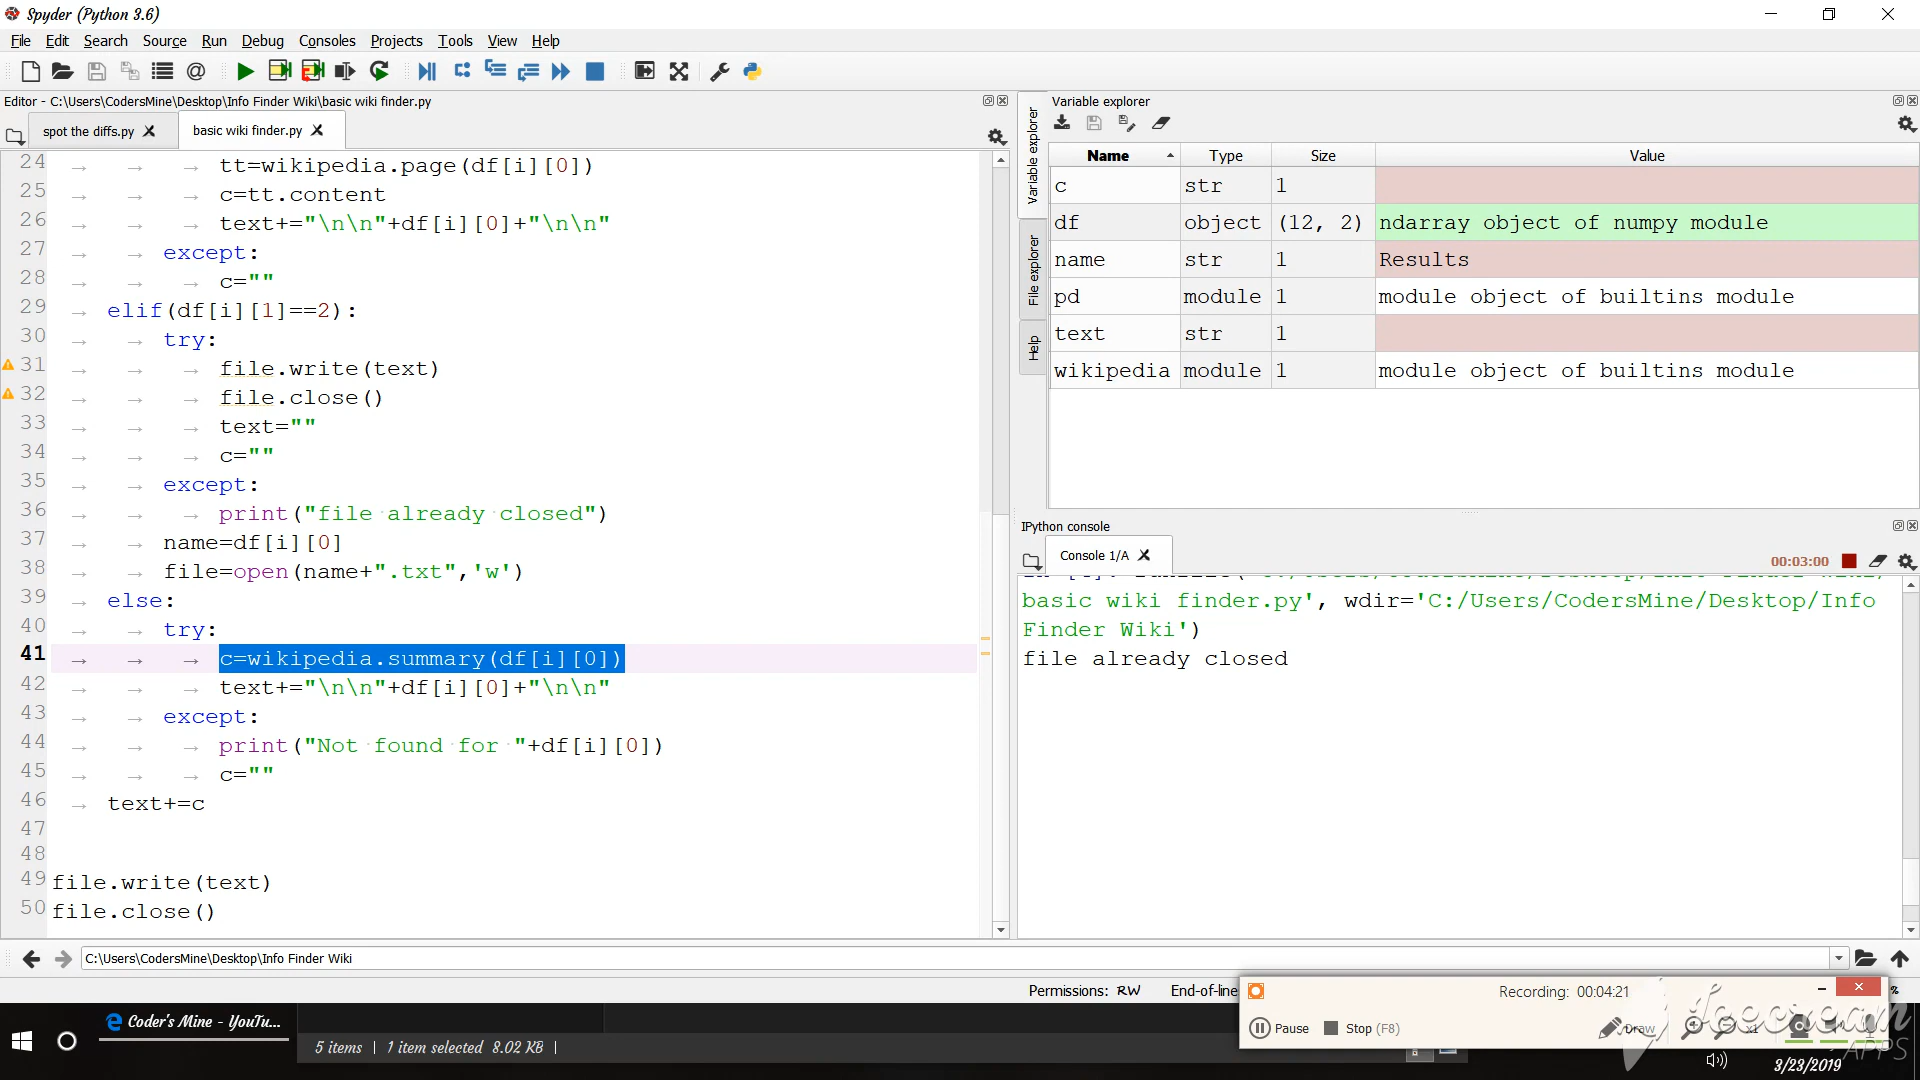 Spyder (Python 3.6)
File Edit Search Source Run Debug Consoles Projects Tools View Help
Editor - C:\Users\CodersMine\Desktop\Info Finder Wiki\basic wiki finder.py
spot the diffs.py
basic wiki finder.py
24 tt=wikipedia.page(df[i][0])
25 c=tt.content
26 text+="\n\n"+df[i][0]+"\n\n"
27 except:
28 c=""
29 elif(df[i][1]==2):
30 try:
31 file.write(text)
32 file.close()
33 text=""
34 c=""
35 except:
36 print("file already closed")
37 name=df[i][0]
38 file=open(name+".txt",'w')
39 else:
40 try:
41 c=wikipedia.summary(df[i][0])
42 text+="\n\n"+df[i][0]+"\n\n"
43 except:
44 print("Not found for "+df[i][0])
45 c=""
46 text+=c
47
48
49 file.write(text)
50 file.close()
Variable explorer
File explorer
Help
Variable explorer
Name Type Size Value
c str 1
df object (12, 2) ndarray object of numpy module
name str 1 Results
pd module 1 module object of builtins module
text str 1
wikipedia module 1 module object of builtins module
IPython console
Console 1/A
00:03:00
basic wiki finder.py', wdir='C:/Users/CodersMine/Desktop/Info
Finder Wiki')
file already closed
C:\Users\CodersMine\Desktop\Info Finder Wiki
Permissions: RW End-of-line
Recording: 00:04:21
Pause Stop (F8) Draw
Icecream
APPS
Coder's Mine - YouTu...
5 items 1 item selected 8.02 KB
3/23/2019